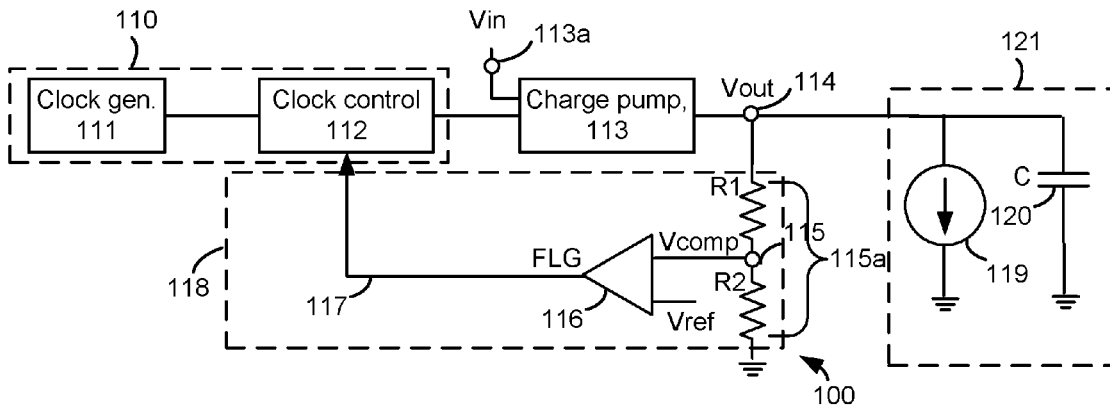 110
Vin
113a
121
Clock gen.
111
Clock control
112
Charge pump,
113
Vout
114
R1
C
120
Vcomp
115
FLG
115a
119
118
117
116
R2
Vref
100